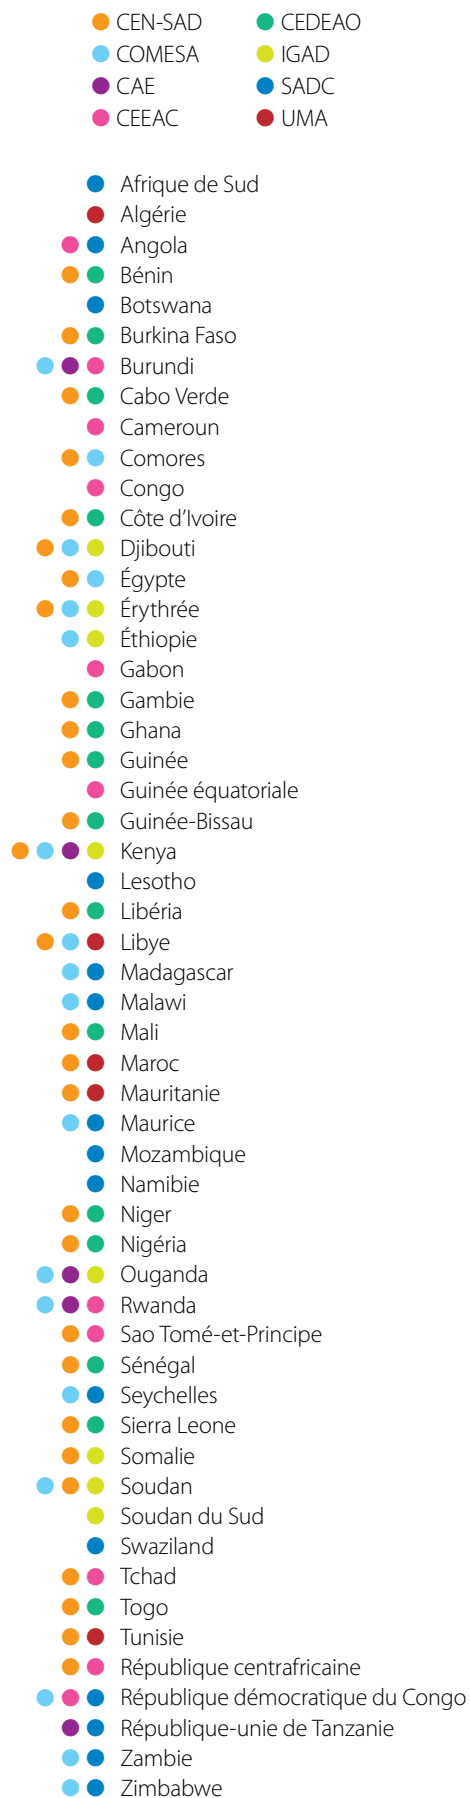 CEN-SAD CEDEAO
COMESA IGAD
CAE SADC
CEEAC UMA
Afrique de Sud
Algérie
Angola
Bénin
Botswana
Burkina Faso
Burundi
Cabo Verde
Cameroun
Comores
Congo
Côte d'Ivoire
Djibouti
Égypte
Érythrée
Éthiopie
Gabon
Gambie
Ghana
Guinée
Guinée équatoriale
Guinée-Bissau
Kenya
Lesotho
Libéria
Libye
Madagascar
Malawi
Mali
Maroc
Mauritanie
Maurice
Mozambique
Namibie
Niger
Nigéria
Ouganda
Rwanda
Sao Tomé-et-Principe
Sénégal
Seychelles
Sierra Leone
Somalie
Soudan
Soudan du Sud
Swaziland
Tchad
Togo
Tunisie
République centrafricaine
République démocratique du Congo
République-unie de Tanzanie
Zambie
Zimbabwe